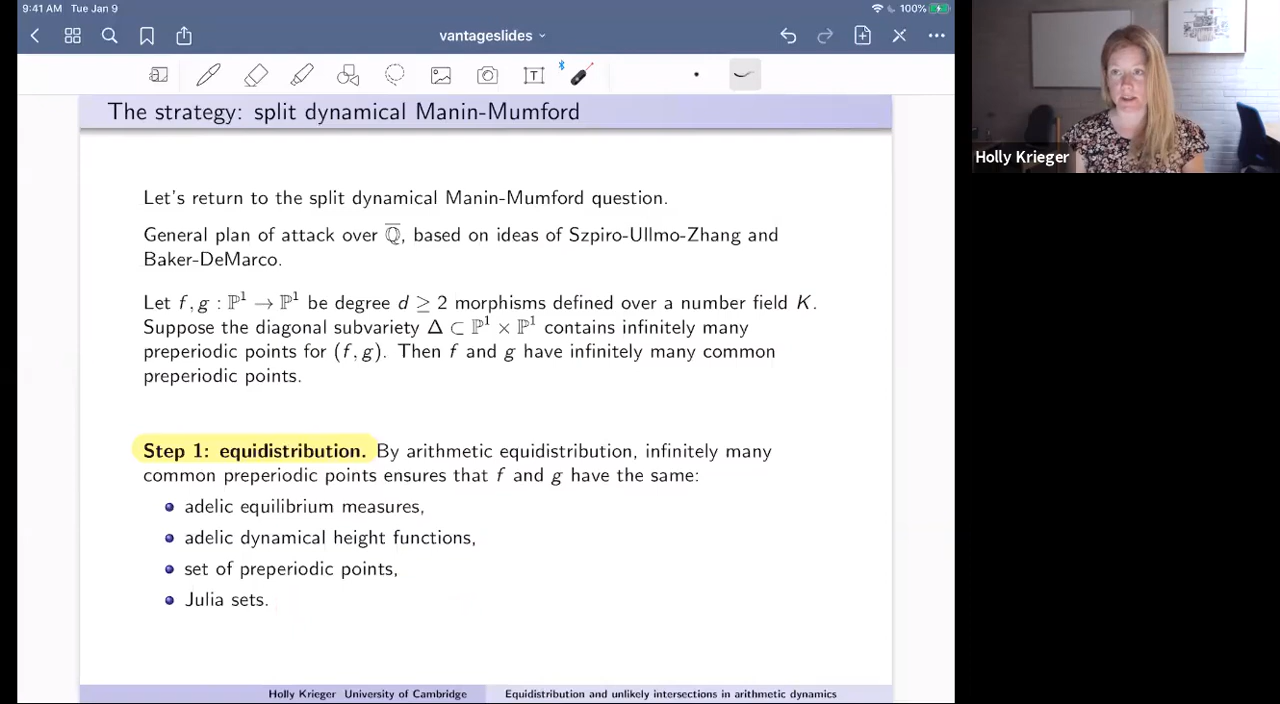 9:41 AM Tue Jan 9
100%
vantageslides
T
The strategy: split dynamical Manin-Mumford
Let's return to the split dynamical Manin-Mumford question.
General plan of attack over ℚ̅, based on ideas of Szpiro-Ullmo-Zhang and
Baker-DeMarco.
Let f, g : ℙ¹ → ℙ¹ be degree d ≥ 2 morphisms defined over a number field K.
Suppose the diagonal subvariety Δ ⊂ ℙ¹ × ℙ¹ contains infinitely many
preperiodic points for (f, g). Then f and g have infinitely many common
preperiodic points.
Step 1: equidistribution. By arithmetic equidistribution, infinitely many
common preperiodic points ensures that f and g have the same:
adelic equilibrium measures,
adelic dynamical height functions,
set of preperiodic points,
Julia sets.
Holly Krieger University of Cambridge
Equidistribution and unlikely intersections in arithmetic dynamics
Holly Krieger